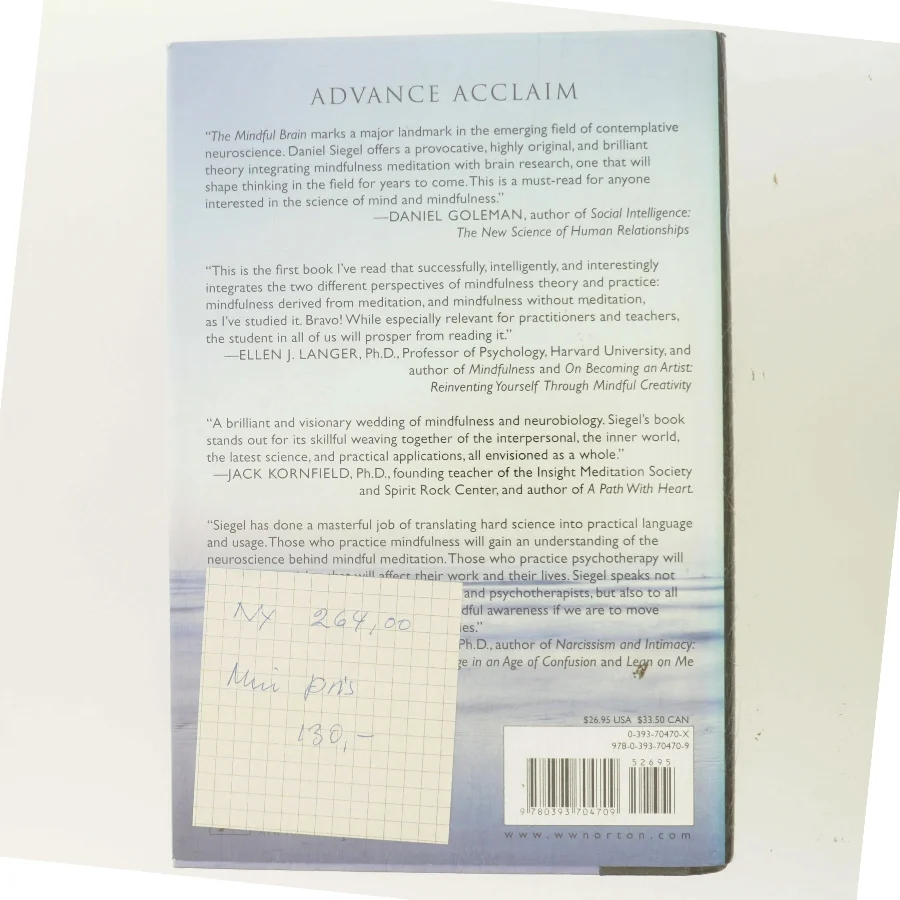 ADVANCE ACCLAIM
“The Mindful Brain marks a major landmark in the emerging field of contemplative
neuroscience. Daniel Siegel offers a provocative, highly original, and brilliant
theory integrating mindfulness meditation with brain research, one that will
shape thinking in the field for years to come. This is a must-read for anyone
interested in the science of mind and mindfulness.”
—DANIEL GOLEMAN, author of Social Intelligence:
The New Science of Human Relationships
“This is the first book I’ve read that successfully, intelligently, and interestingly
integrates the two different perspectives of mindfulness theory and practice:
mindfulness derived from meditation, and mindfulness without meditation,
as I’ve studied it. Bravo! While especially relevant for practitioners and teachers,
the student in all of us will prosper from reading it.”
—ELLEN J. LANGER, Ph.D., Professor of Psychology, Harvard University, and
author of Mindfulness and On Becoming an Artist:
Reinventing Yourself Through Mindful Creativity
“A brilliant and visionary wedding of mindfulness and neurobiology. Siegel’s book
stands out for its skillful weaving together of the interpersonal, the inner world,
the latest science, and practical applications, all envisioned as a whole.”
—JACK KORNFIELD, Ph.D., founding teacher of the Insight Meditation Society
and Spirit Rock Center, and author of A Path With Heart.
“Siegel has done a masterful job of translating hard science into practical language
and usage. Those who practice mindfulness will gain an understanding of the
neuroscience behind mindful meditation. Those who practice psychotherapy will
that will affect their work and their lives. Siegel speaks not
and psychotherapists, but also to all
awareness if we are to move
Ph.D., author of Narcissism and Intimacy:
in an Age of Confusion and Lean on Me
NY 264,00
Min pris
130,-
$26.95 USA $33.50 CAN
0-393-70470-X
978-0-393-70470-9
52695
9 780393 704709
www.wwnorton.com